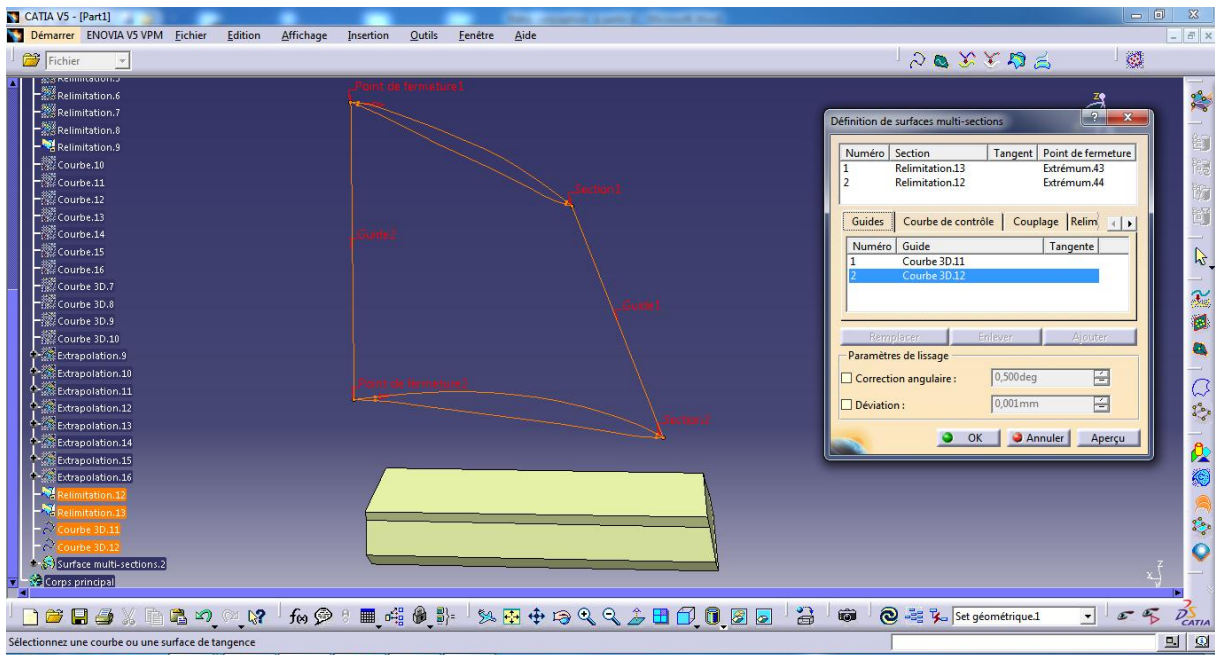 CATIA V5 - [Part1]
Démarrer ENOVIA V5 VPM Fichier Edition Affichage Insertion Outils Fenêtre Aide
Fichier
Relimitation.5
Relimitation.6
Relimitation.7
Relimitation.8
Relimitation.9
Courbe.10
Courbe.11
Courbe.12
Courbe.13
Courbe.14
Courbe.15
Courbe.16
Courbe 3D.7
Courbe 3D.8
Courbe 3D.9
Courbe 3D.10
Extrapolation.9
Extrapolation.10
Extrapolation.11
Extrapolation.12
Extrapolation.13
Extrapolation.14
Extrapolation.15
Extrapolation.16
Relimitation.12
Relimitation.13
Courbe 3D.11
Courbe 3D.12
Surface multi-sections.2
Corps principal
Point de fermeture1
Section1
Guide2
Guide1
Point de fermeture2
Section2
z
Définition de surfaces multi-sections
Numéro Section Tangent Point de fermeture
1 Relimitation.13 Extrémum.43
2 Relimitation.12 Extrémum.44
Guides Courbe de contrôle Couplage Relim
Numéro Guide Tangente
1 Courbe 3D.11
2 Courbe 3D.12
Remplacer Enlever Ajouter
Paramètres de lissage
Correction angulaire : 0,500deg
Déviation : 0,001mm
OK Annuler Aperçu
z
x
f(x)
Set géométrique.1
CATIA
Sélectionnez une courbe ou une surface de tangence